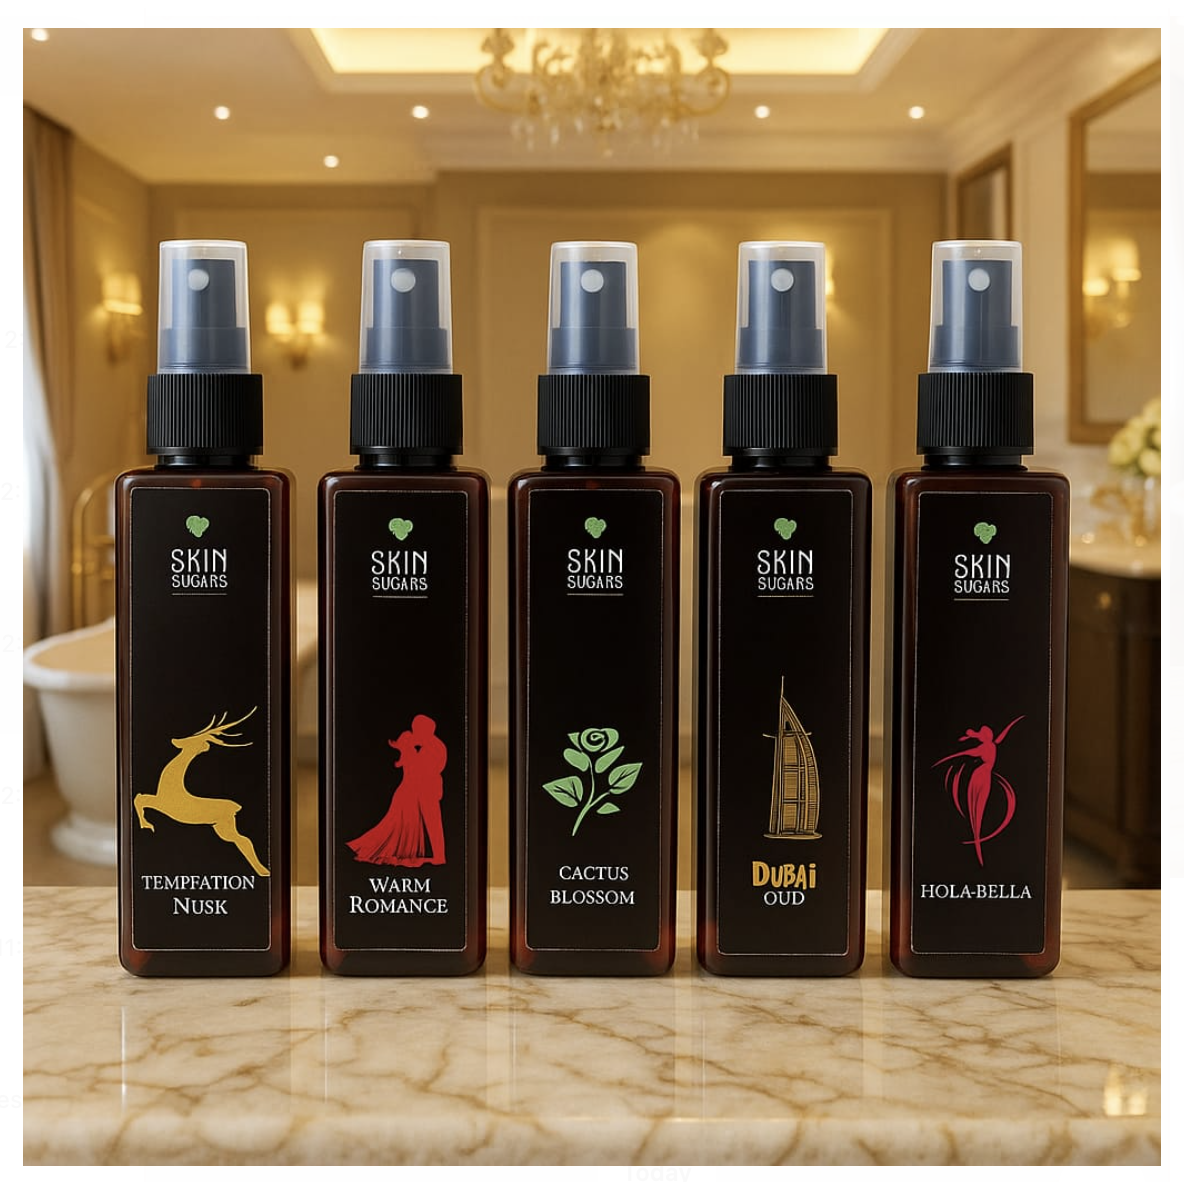 SKIN
SUGARS
TEMPFATION
NUSK
SKIN
SUGARS
WARM
ROMANCE
SKIN
SUGARS
CACTUS
BLOSSOM
SKIN
SUGARS
DUBAi
OUD
SKIN
SUGARS
HOLA-BELLA
Today